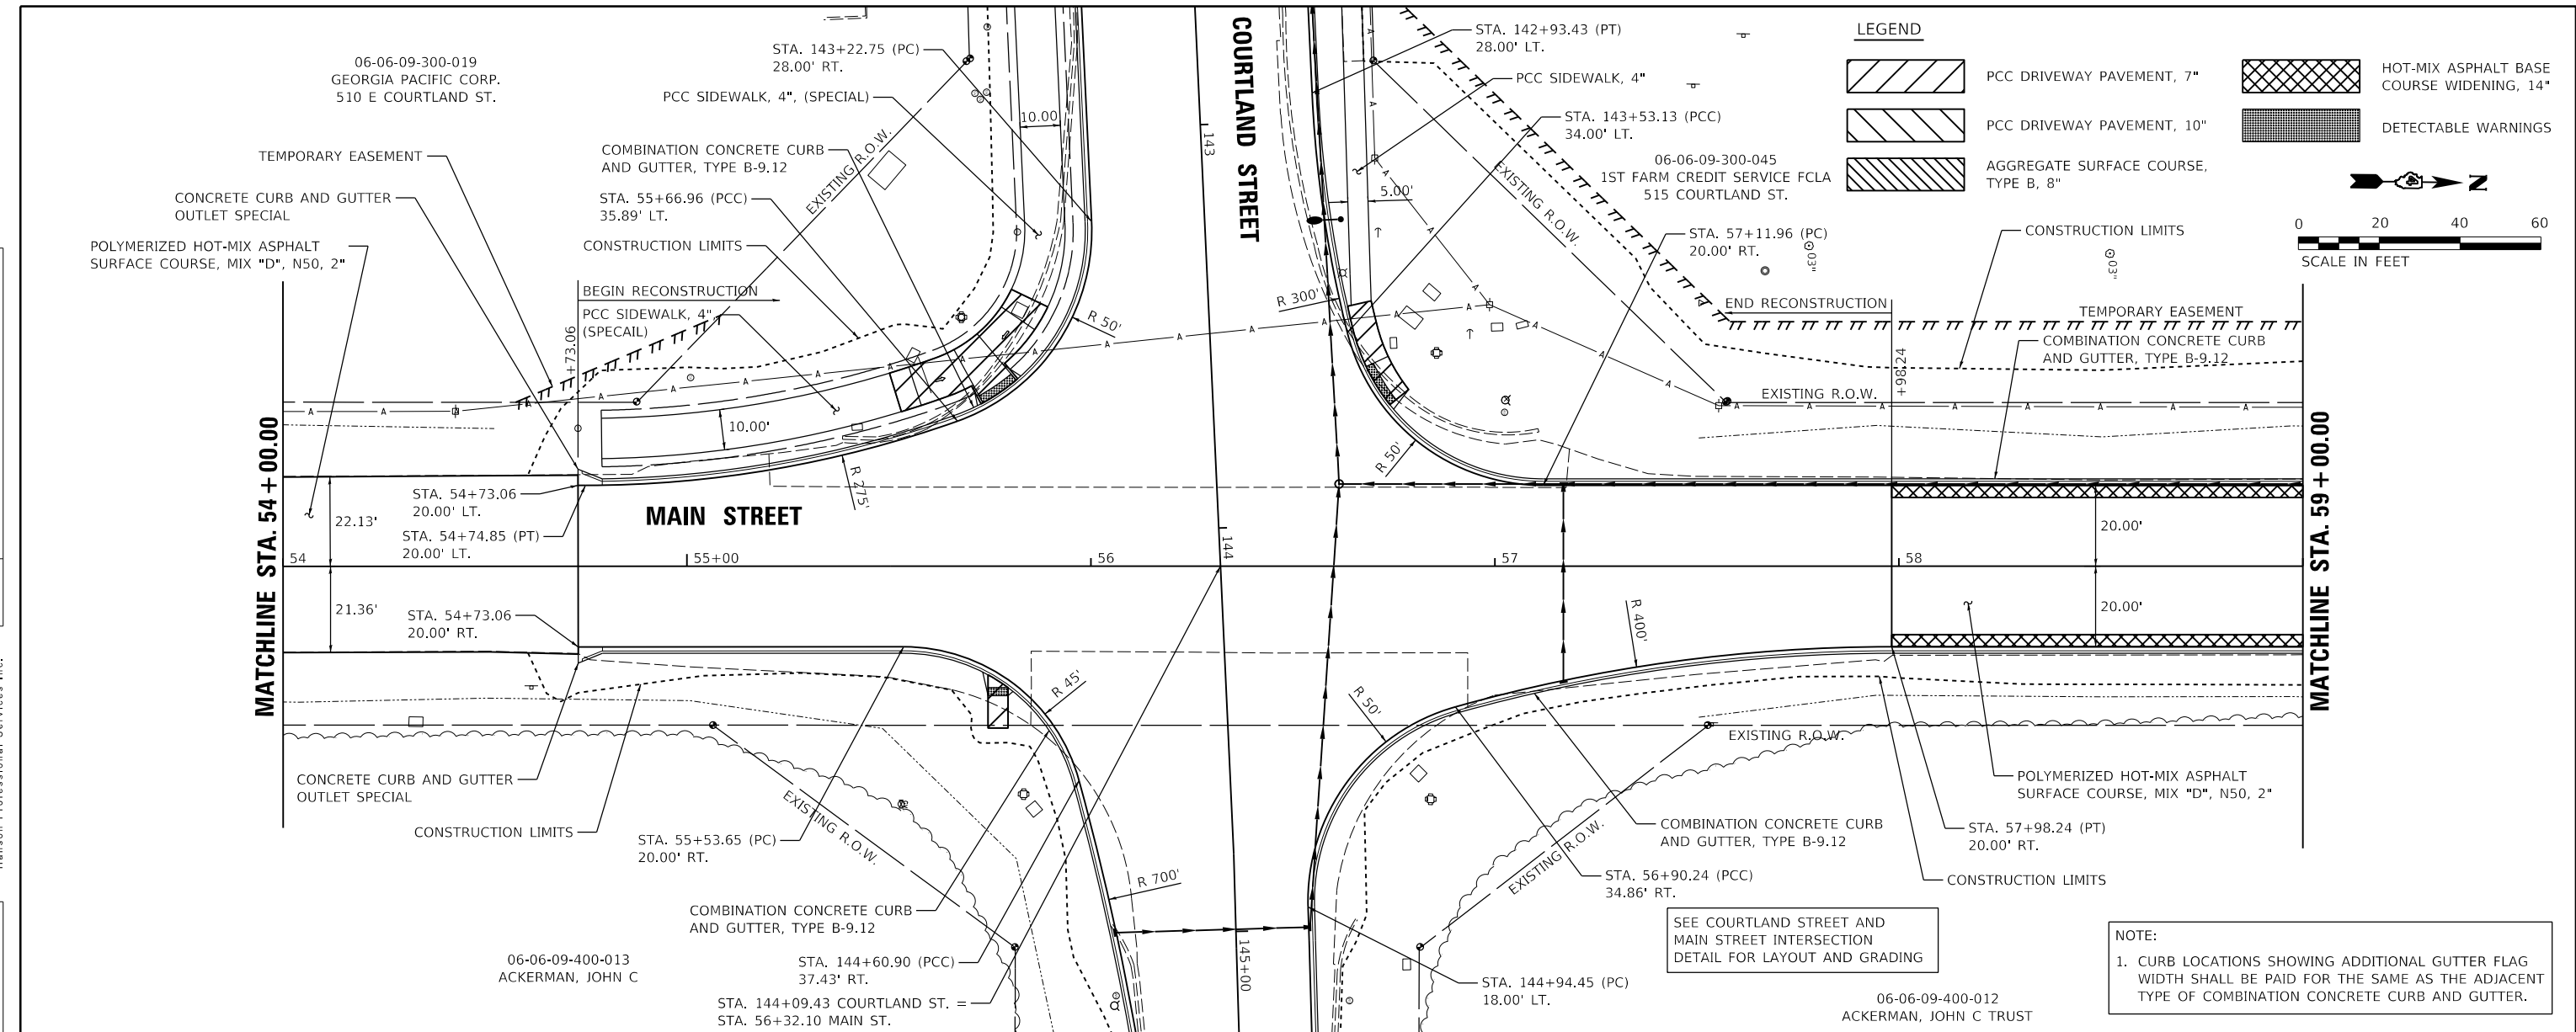 06-06-09-300-019
GEORGIA PACIFIC CORP.
510 E COURTLAND ST.
STA. 143+22.75 (PC)
28.00' RT.
PCC SIDEWALK, 4", (SPECIAL)
COMBINATION CONCRETE CURB
AND GUTTER, TYPE B-9.12
TEMPORARY EASEMENT
CONCRETE CURB AND GUTTER
OUTLET SPECIAL
STA. 55+66.96 (PCC)
35.89' LT.
CONSTRUCTION LIMITS
POLYMERIZED HOT-MIX ASPHALT
SURFACE COURSE, MIX "D", N50, 2"
BEGIN RECONSTRUCTION
PCC SIDEWALK, 4",
(SPECAIL)
+73.06
EXISTING R.O.W.
10.00'
R 50'
10.00'
R 275'
COURTLAND STREET
143
144
145+00
STA. 142+93.43 (PT)
28.00' LT.
PCC SIDEWALK, 4"
STA. 143+53.13 (PCC)
34.00' LT.
06-06-09-300-045
1ST FARM CREDIT SERVICE FCLA
515 COURTLAND ST.
5.00'
EXISTING R.O.W.
STA. 57+11.96 (PC)
20.00' RT.
R 300'
R 50'
LEGEND
PCC DRIVEWAY PAVEMENT, 7"
PCC DRIVEWAY PAVEMENT, 10"
AGGREGATE SURFACE COURSE,
TYPE B, 8"
HOT-MIX ASPHALT BASE
COURSE WIDENING, 14"
DETECTABLE WARNINGS
N
0 20 40 60
SCALE IN FEET
CONSTRUCTION LIMITS
03"
03"
END RECONSTRUCTION
TEMPORARY EASEMENT
COMBINATION CONCRETE CURB
AND GUTTER, TYPE B-9.12
+98.24
EXISTING R.O.W.
A A A A A A A A A A A A A A A A A A A A A A
MATCHLINE STA. 54+00.00
STA. 54+73.06
20.00' LT.
STA. 54+74.85 (PT)
20.00' LT.
22.13'
MAIN STREET
54
55+00
56
57
58
21.36'
STA. 54+73.06
20.00' RT.
20.00'
20.00'
MATCHLINE STA. 59+00.00
R 45'
R 50'
R 400'
CONCRETE CURB AND GUTTER
OUTLET SPECIAL
EXISTING R.O.W.
CONSTRUCTION LIMITS
STA. 55+53.65 (PC)
20.00' RT.
R 700'
COMBINATION CONCRETE CURB
AND GUTTER, TYPE B-9.12
06-06-09-400-013
ACKERMAN, JOHN C
STA. 144+60.90 (PCC)
37.43' RT.
STA. 144+09.43 COURTLAND ST. =
STA. 56+32.10 MAIN ST.
EXISTING R.O.W.
EXISTING R.O.W.
POLYMERIZED HOT-MIX ASPHALT
SURFACE COURSE, MIX "D", N50, 2"
COMBINATION CONCRETE CURB
AND GUTTER, TYPE B-9.12
STA. 57+98.24 (PT)
20.00' RT.
STA. 56+90.24 (PCC)
34.86' RT.
CONSTRUCTION LIMITS
SEE COURTLAND STREET AND
MAIN STREET INTERSECTION
DETAIL FOR LAYOUT AND GRADING
STA. 144+94.45 (PC)
18.00' LT.
06-06-09-400-012
ACKERMAN, JOHN C TRUST
NOTE:
1. CURB LOCATIONS SHOWING ADDITIONAL GUTTER FLAG
WIDTH SHALL BE PAID FOR THE SAME AS THE ADJACENT
TYPE OF COMBINATION CONCRETE CURB AND GUTTER.